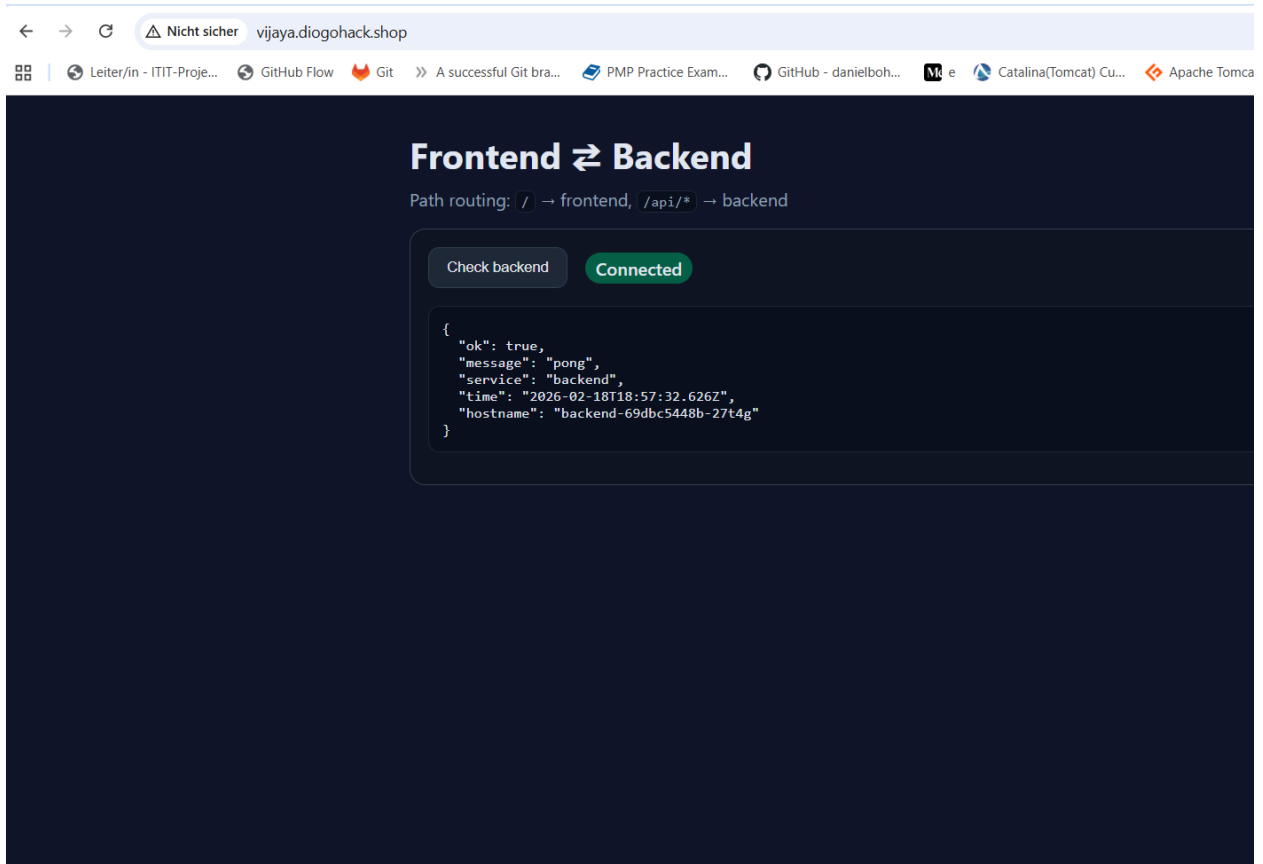 Nicht sicher vijaya.diogohack.shop
Leiter/in - ITIT-Proje... GitHub Flow Git A successful Git bra... PMP Practice Exam... GitHub - danielboh... e Catalina(Tomcat) Cu... Apache Tomca
Frontend ⇄ Backend
Path routing: / → frontend, /api/* → backend
Check backend Connected
{
"ok": true,
"message": "pong",
"service": "backend",
"time": "2026-02-18T18:57:32.626Z",
"hostname": "backend-69dbc5448b-27t4g"
}